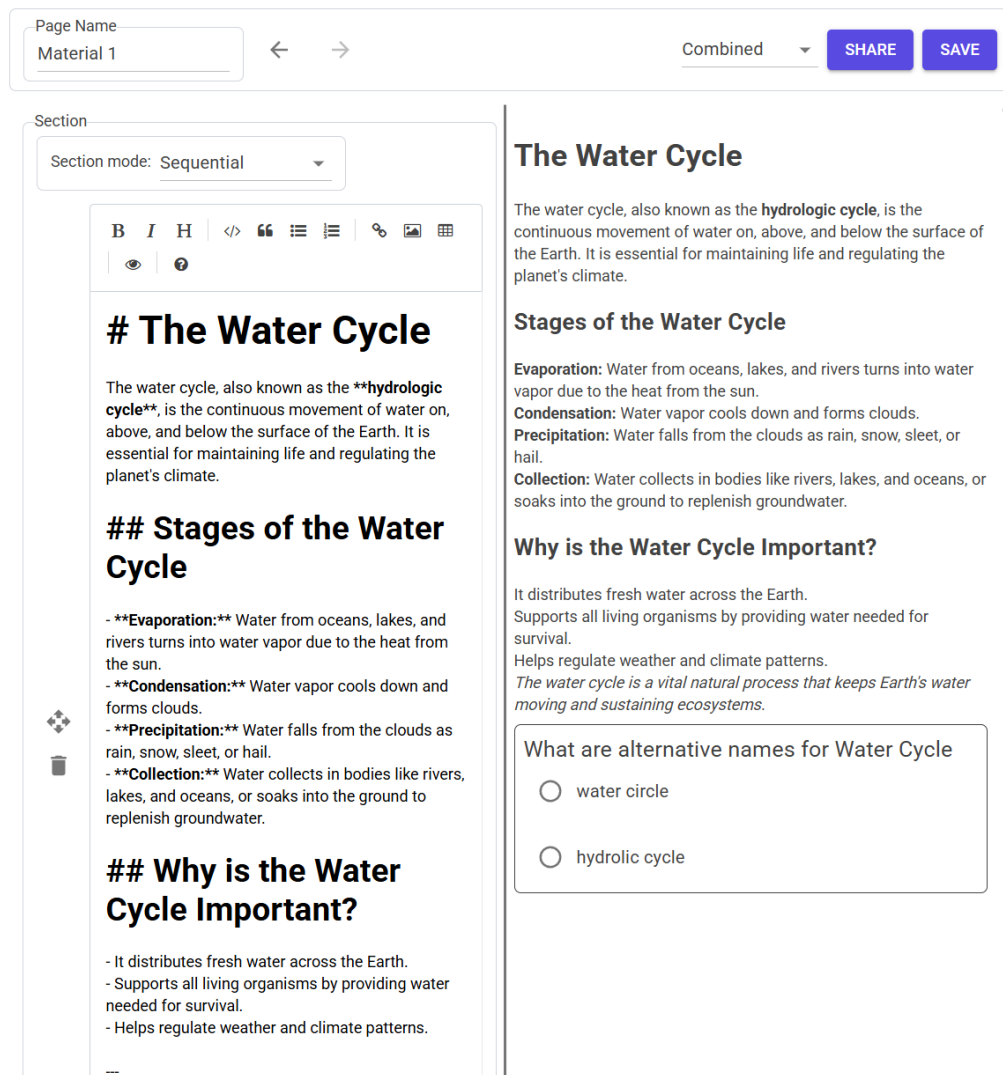 Page Name
Material 1
Combined
SHARE
SAVE
Section
Section mode: Sequential
B I H
# The Water Cycle
The water cycle, also known as the **hydrologic
cycle**, is the continuous movement of water on,
above, and below the surface of the Earth. It is
essential for maintaining life and regulating the
planet's climate.
## Stages of the Water
Cycle
- **Evaporation:** Water from oceans, lakes, and
rivers turns into water vapor due to the heat from
the sun.
- **Condensation:** Water vapor cools down and
forms clouds.
- **Precipitation:** Water falls from the clouds as
rain, snow, sleet, or hail.
- **Collection:** Water collects in bodies like rivers,
lakes, and oceans, or soaks into the ground to
replenish groundwater.
## Why is the Water
Cycle Important?
- It distributes fresh water across the Earth.
- Supports all living organisms by providing water
needed for survival.
- Helps regulate weather and climate patterns.
---
The Water Cycle
The water cycle, also known as the hydrologic cycle, is the
continuous movement of water on, above, and below the surface of
the Earth. It is essential for maintaining life and regulating the
planet's climate.
Stages of the Water Cycle
Evaporation: Water from oceans, lakes, and rivers turns into water
vapor due to the heat from the sun.
Condensation: Water vapor cools down and forms clouds.
Precipitation: Water falls from the clouds as rain, snow, sleet, or
hail.
Collection: Water collects in bodies like rivers, lakes, and oceans, or
soaks into the ground to replenish groundwater.
Why is the Water Cycle Important?
It distributes fresh water across the Earth.
Supports all living organisms by providing water needed for
survival.
Helps regulate weather and climate patterns.
The water cycle is a vital natural process that keeps Earth's water
moving and sustaining ecosystems.
What are alternative names for Water Cycle
water circle
hydrolic cycle